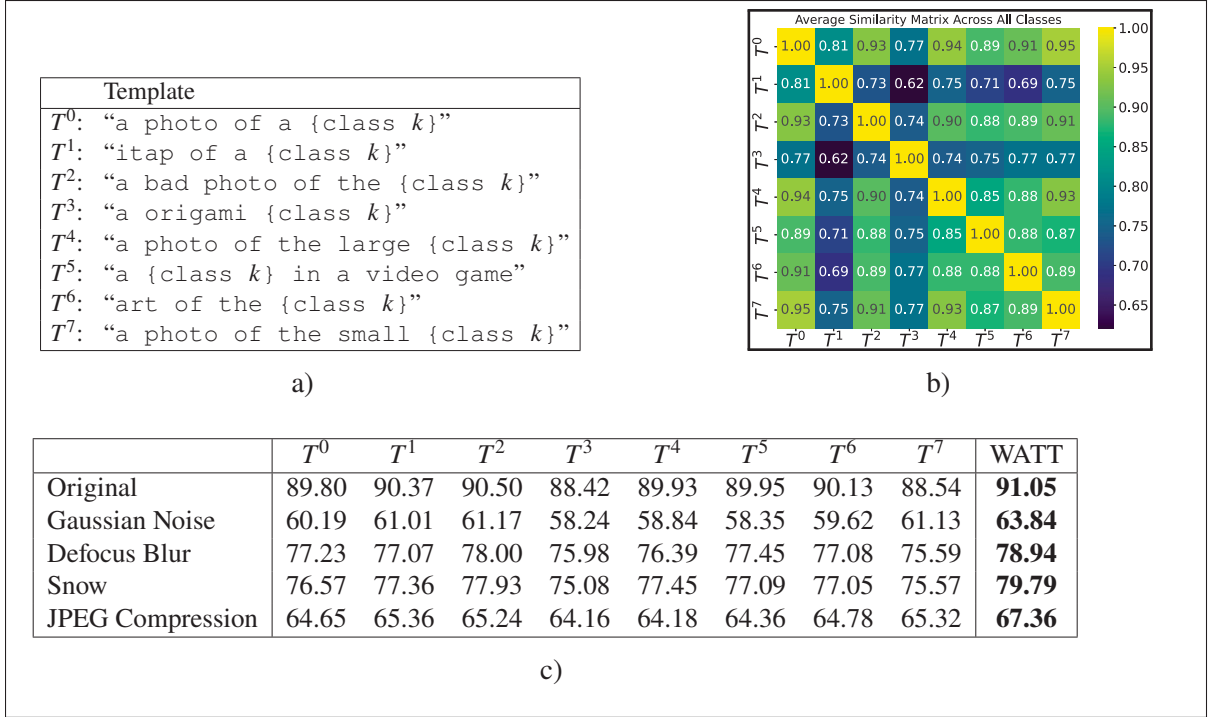 Template
T⁰: “a photo of a {class k}”
T¹: “itap of a {class k}”
T²: “a bad photo of the {class k}”
T³: “a origami {class k}”
T⁴: “a photo of the large {class k}”
T⁵: “a {class k} in a video game”
T⁶: “art of the {class k}”
T⁷: “a photo of the small {class k}”
a)
Average Similarity Matrix Across All Classes
T⁰ 1.00 0.81 0.93 0.77 0.94 0.89 0.91 0.95
T¹ 0.81 1.00 0.73 0.62 0.75 0.71 0.69 0.75
T² 0.93 0.73 1.00 0.74 0.90 0.88 0.89 0.91
T³ 0.77 0.62 0.74 1.00 0.74 0.75 0.77 0.77
T⁴ 0.94 0.75 0.90 0.74 1.00 0.85 0.88 0.93
T⁵ 0.89 0.71 0.88 0.75 0.85 1.00 0.88 0.87
T⁶ 0.91 0.69 0.89 0.77 0.88 0.88 1.00 0.89
T⁷ 0.95 0.75 0.91 0.77 0.93 0.87 0.89 1.00
T⁰ T¹ T² T³ T⁴ T⁵ T⁶ T⁷
1.00
0.95
0.90
0.85
0.80
0.75
0.70
0.65
b)
T⁰ T¹ T² T³ T⁴ T⁵ T⁶ T⁷ WATT
Original 89.80 90.37 90.50 88.42 89.93 89.95 90.13 88.54 91.05
Gaussian Noise 60.19 61.01 61.17 58.24 58.84 58.35 59.62 61.13 63.84
Defocus Blur 77.23 77.07 78.00 75.98 76.39 77.45 77.08 75.59 78.94
Snow 76.57 77.36 77.93 75.08 77.45 77.09 77.05 75.57 79.79
JPEG Compression 64.65 65.36 65.24 64.16 64.18 64.36 64.78 65.32 67.36
c)